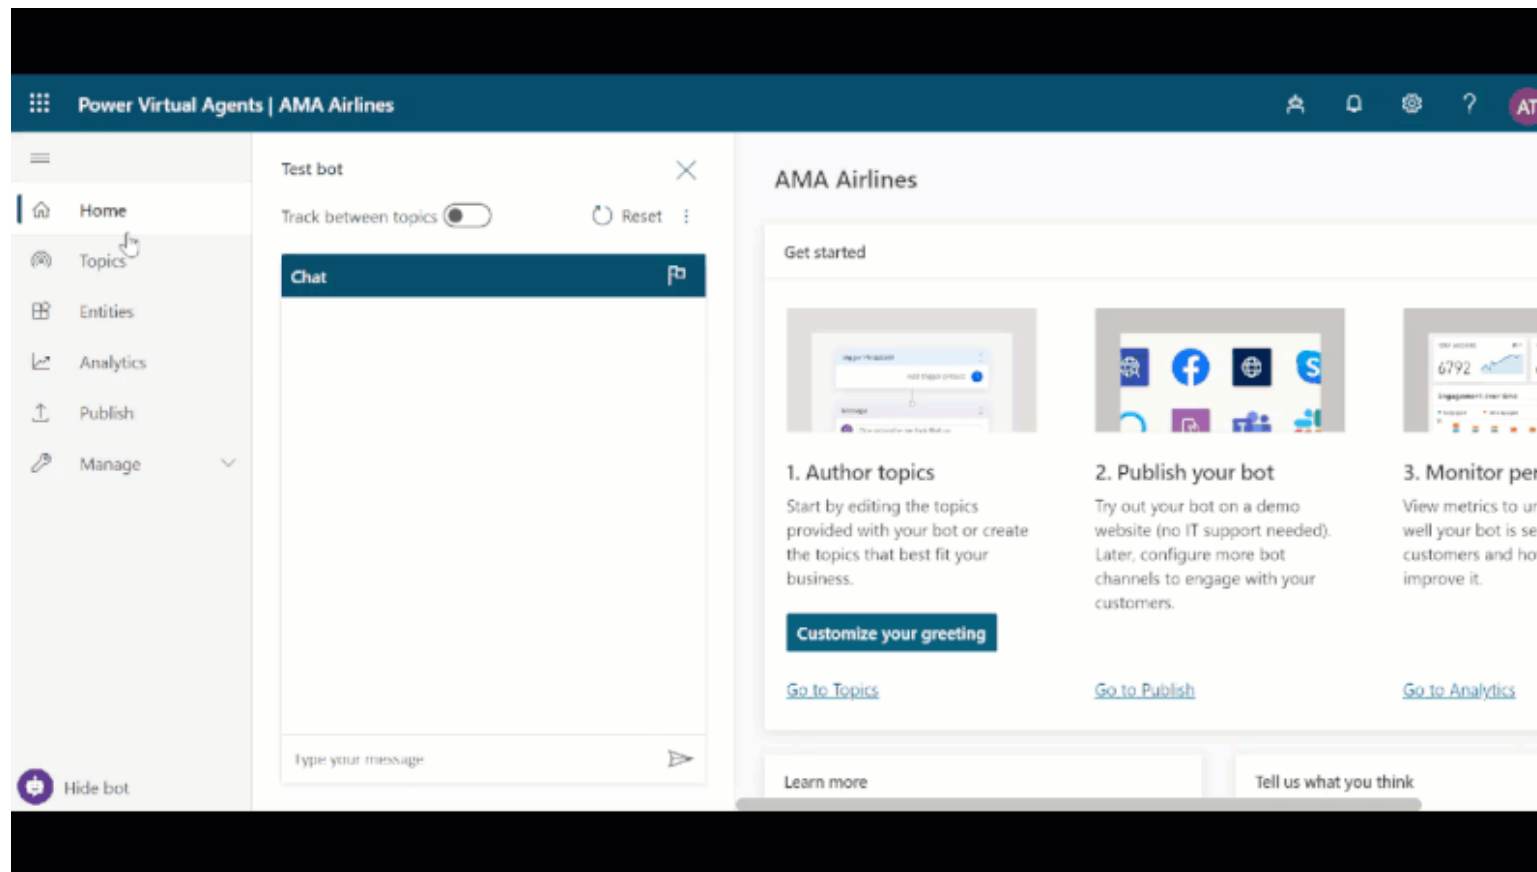 Power Virtual Agents | AMA Airlines
AT
Home
Topics
Entities
Analytics
Publish
Manage
Hide bot
Test bot
Track between topics
Reset
Chat
Type your message
AMA Airlines
Get started
1. Author topics
Start by editing the topics
provided with your bot or create
the topics that best fit your
business.
Customize your greeting
Go to Topics
2. Publish your bot
Try out your bot on a demo
website (no IT support needed).
Later, configure more bot
channels to engage with your
customers.
Go to Publish
6792
3. Monitor per
View metrics to un
well your bot is se
customers and ho
improve it.
Go to Analytics
Learn more
Tell us what you think